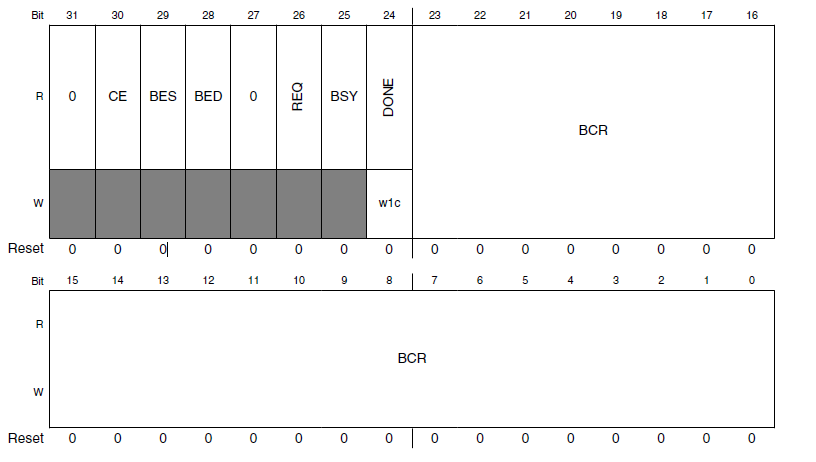 Bit 31 30 29 28 27 26 25 24 23 22 21 20 19 18 17 16
R 0 CE BES BED 0 REQ BSY DONE
BCR
W w1c
Reset 0 0 0 0 0 0 0 0 0 0 0 0 0 0 0 0
Bit 15 14 13 12 11 10 9 8 7 6 5 4 3 2 1 0
R
BCR
W
Reset 0 0 0 0 0 0 0 0 0 0 0 0 0 0 0 0